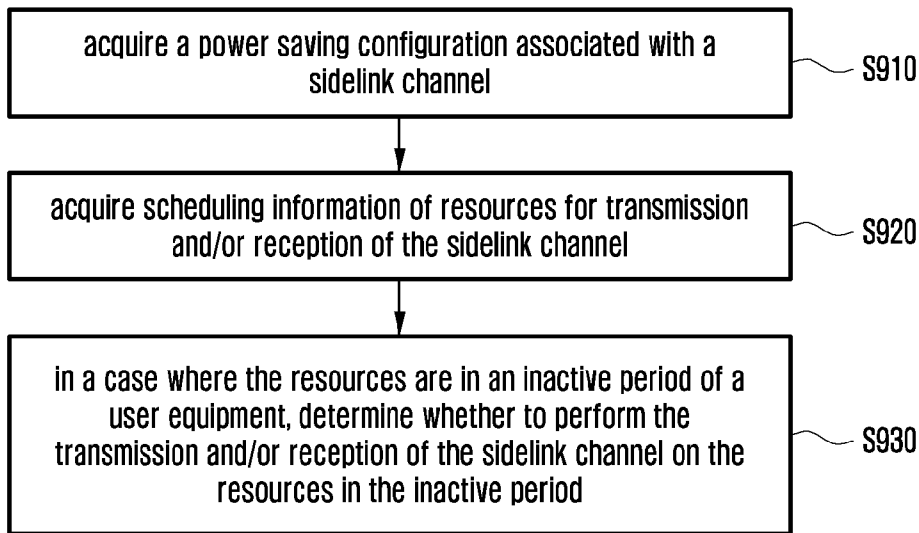 acquire a power saving configuration associated with a
sidelink channel
S910
acquire scheduling information of resources for transmission
and/or reception of the sidelink channel
S920
in a case where the resources are in an inactive period of a
user equipment, determine whether to perform the
transmission and/or reception of the sidelink channel on the
resources in the inactive period
S930